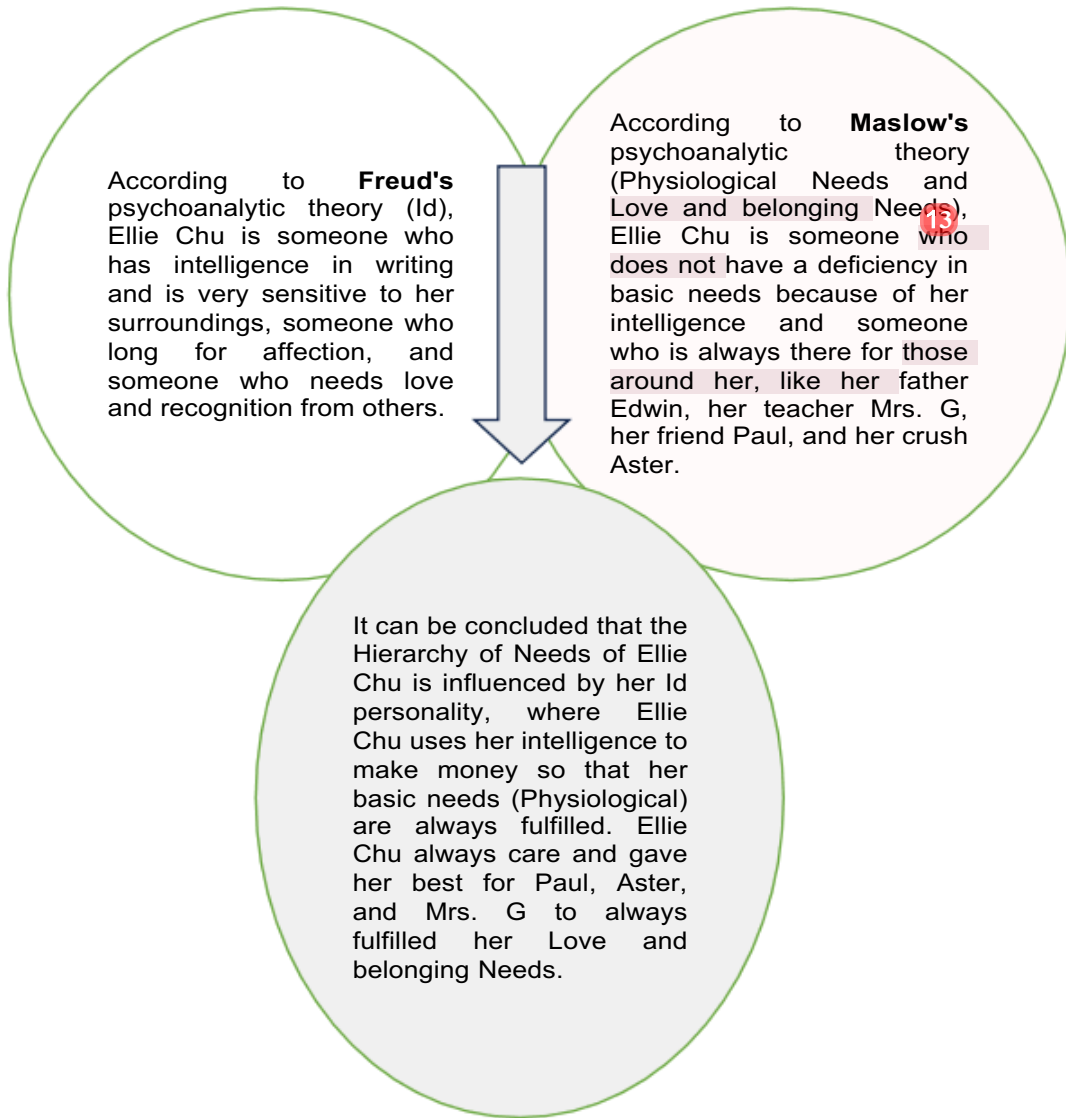 According to Freud's
psychoanalytic theory (Id),
Ellie Chu is someone who
has intelligence in writing
and is very sensitive to her
surroundings, someone who
long for affection, and
someone who needs love
and recognition from others.
According to Maslow's
psychoanalytic theory
(Physiological Needs and
Love and belonging Needs),
13
Ellie Chu is someone who
does not have a deficiency in
basic needs because of her
intelligence and someone
who is always there for those
around her, like her father
Edwin, her teacher Mrs. G,
her friend Paul, and her crush
Aster.
It can be concluded that the
Hierarchy of Needs of Ellie
Chu is influenced by her Id
personality, where Ellie
Chu uses her intelligence to
make money so that her
basic needs (Physiological)
are always fulfilled. Ellie
Chu always care and gave
her best for Paul, Aster,
and Mrs. G to always
fulfilled her Love and
belonging Needs.